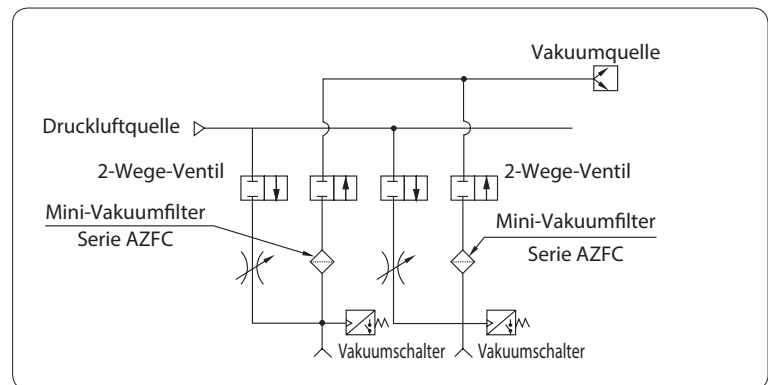 Vakuumquelle
Druckluftquelle
2-Wege-Ventil
2-Wege-Ventil
Mini-Vakuumfilter
Serie AZFC
Mini-Vakuumfilter
Serie AZFC
Vakuumschalter
Vakuumschalter